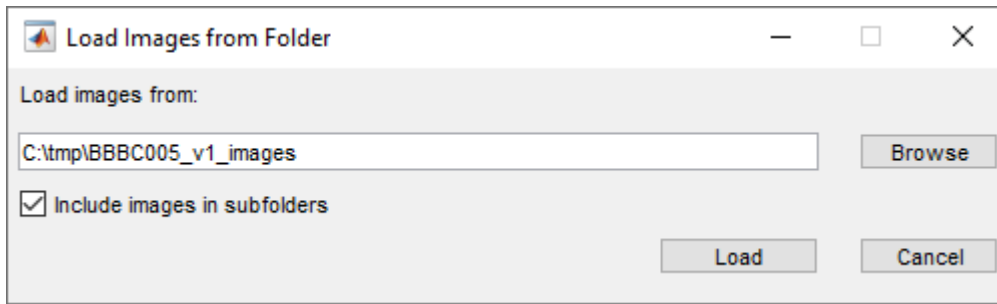 Load Images from Folder
Load images from:
C:\tmp\BBBC005_v1_images
Browse
Include images in subfolders
Load
Cancel